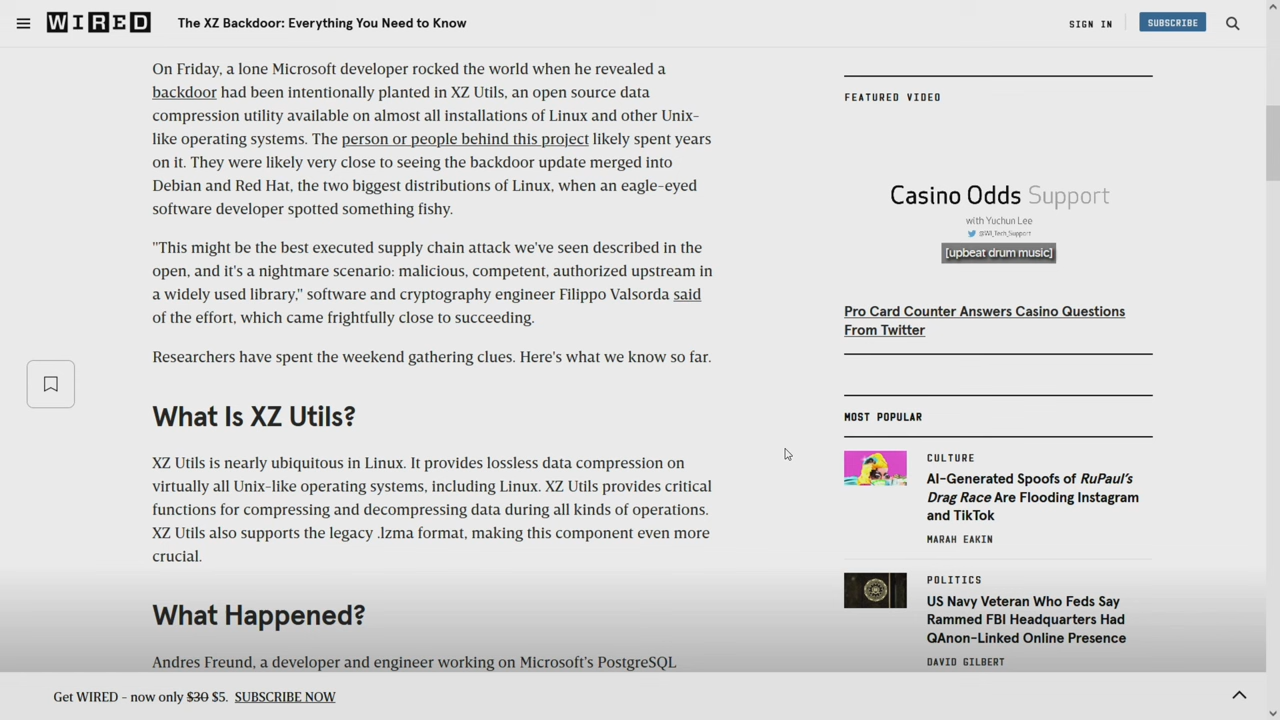 WIRED
The XZ Backdoor: Everything You Need to Know
SIGN IN
SUBSCRIBE
On Friday, a lone Microsoft developer rocked the world when he revealed a
backdoor had been intentionally planted in XZ Utils, an open source data
compression utility available on almost all installations of Linux and other Unix-
like operating systems. The person or people behind this project likely spent years
on it. They were likely very close to seeing the backdoor update merged into
Debian and Red Hat, the two biggest distributions of Linux, when an eagle-eyed
software developer spotted something fishy.
"This might be the best executed supply chain attack we've seen described in the
open, and it's a nightmare scenario: malicious, competent, authorized upstream in
a widely used library," software and cryptography engineer Filippo Valsorda said
of the effort, which came frightfully close to succeeding.
Researchers have spent the weekend gathering clues. Here's what we know so far.
What Is XZ Utils?
XZ Utils is nearly ubiquitous in Linux. It provides lossless data compression on
virtually all Unix-like operating systems, including Linux. XZ Utils provides critical
functions for compressing and decompressing data during all kinds of operations.
XZ Utils also supports the legacy .lzma format, making this component even more
crucial.
What Happened?
Andres Freund, a developer and engineer working on Microsoft's PostgreSQL
FEATURED VIDEO
Casino Odds Support
with Yuchun Lee
@WI_Tech_Support
[upbeat drum music]
Pro Card Counter Answers Casino Questions
From Twitter
MOST POPULAR
CULTURE
AI-Generated Spoofs of RuPaul's
Drag Race Are Flooding Instagram
and TikTok
MARAH EAKIN
POLITICS
US Navy Veteran Who Feds Say
Rammed FBI Headquarters Had
QAnon-Linked Online Presence
DAVID GILBERT
Get WIRED - now only $30 $5. SUBSCRIBE NOW